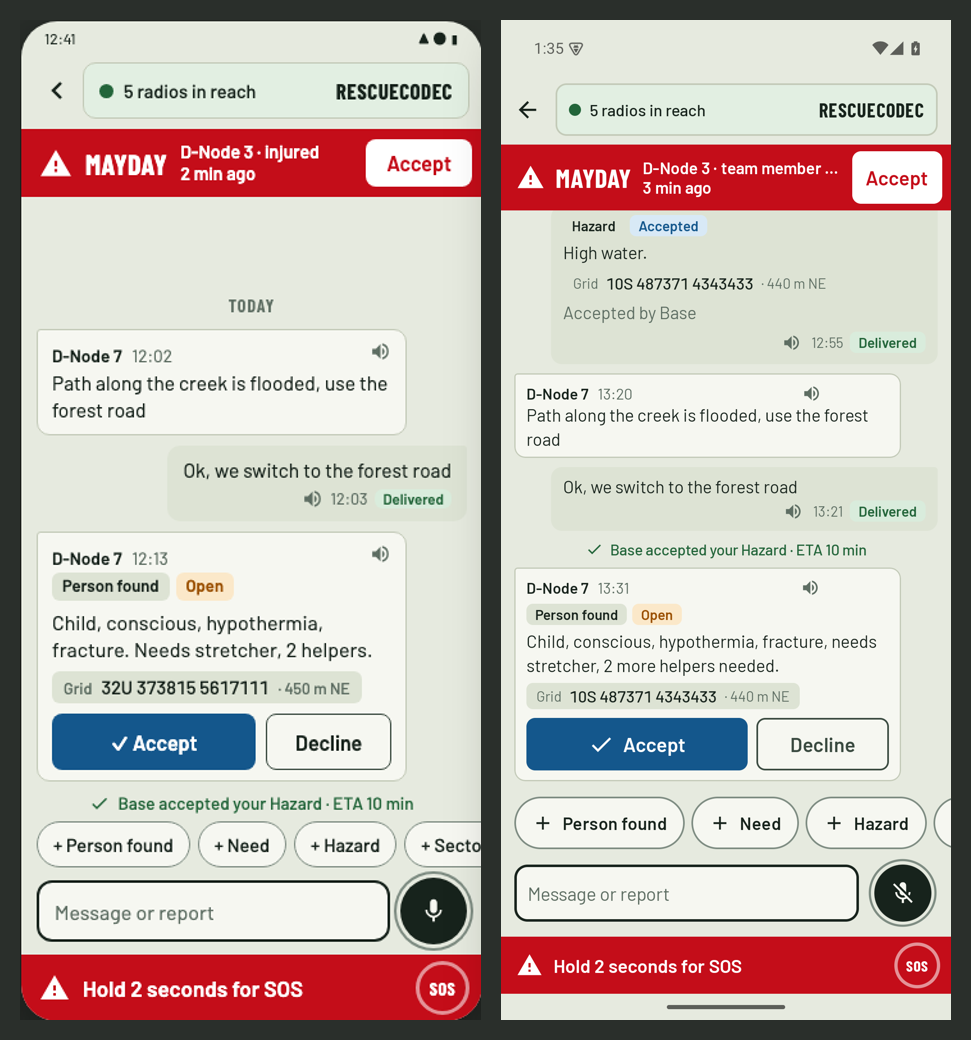 12:41
5 radios in reach RESCUECODEC
MAYDAY D-Node 3 · Injured
2 min ago
Accept
TODAY
D-Node 7 12:02
Path along the creek is flooded, use the
forest road
Ok, we switch to the forest road
12:03 Delivered
D-Node 7 12:13
Person found Open
Child, conscious, hypothermia,
fracture. Needs stretcher, 2 helpers.
Grid 32U 373815 5617111 · 450 m NE
✓ Accept Decline
✓ Base accepted your Hazard · ETA 10 min
+ Person found + Need + Hazard + Secto
Message or report
Hold 2 seconds for SOS SOS
1:35
5 radios in reach RESCUECODEC
MAYDAY D-Node 3 · team member ...
3 min ago
Accept
Hazard Accepted
High water.
Grid 10S 487371 4343433 · 440 m NE
Accepted by Base
12:55 Delivered
D-Node 7 13:20
Path along the creek is flooded, use the forest
road
Ok, we switch to the forest road
13:21 Delivered
✓ Base accepted your Hazard · ETA 10 min
D-Node 7 13:31
Person found Open
Child, conscious, hypothermia, fracture, needs
stretcher, 2 more helpers needed.
Grid 10S 487371 4343433 · 440 m NE
✓ Accept Decline
+ Person found + Need + Hazard
Message or report
Hold 2 seconds for SOS SOS